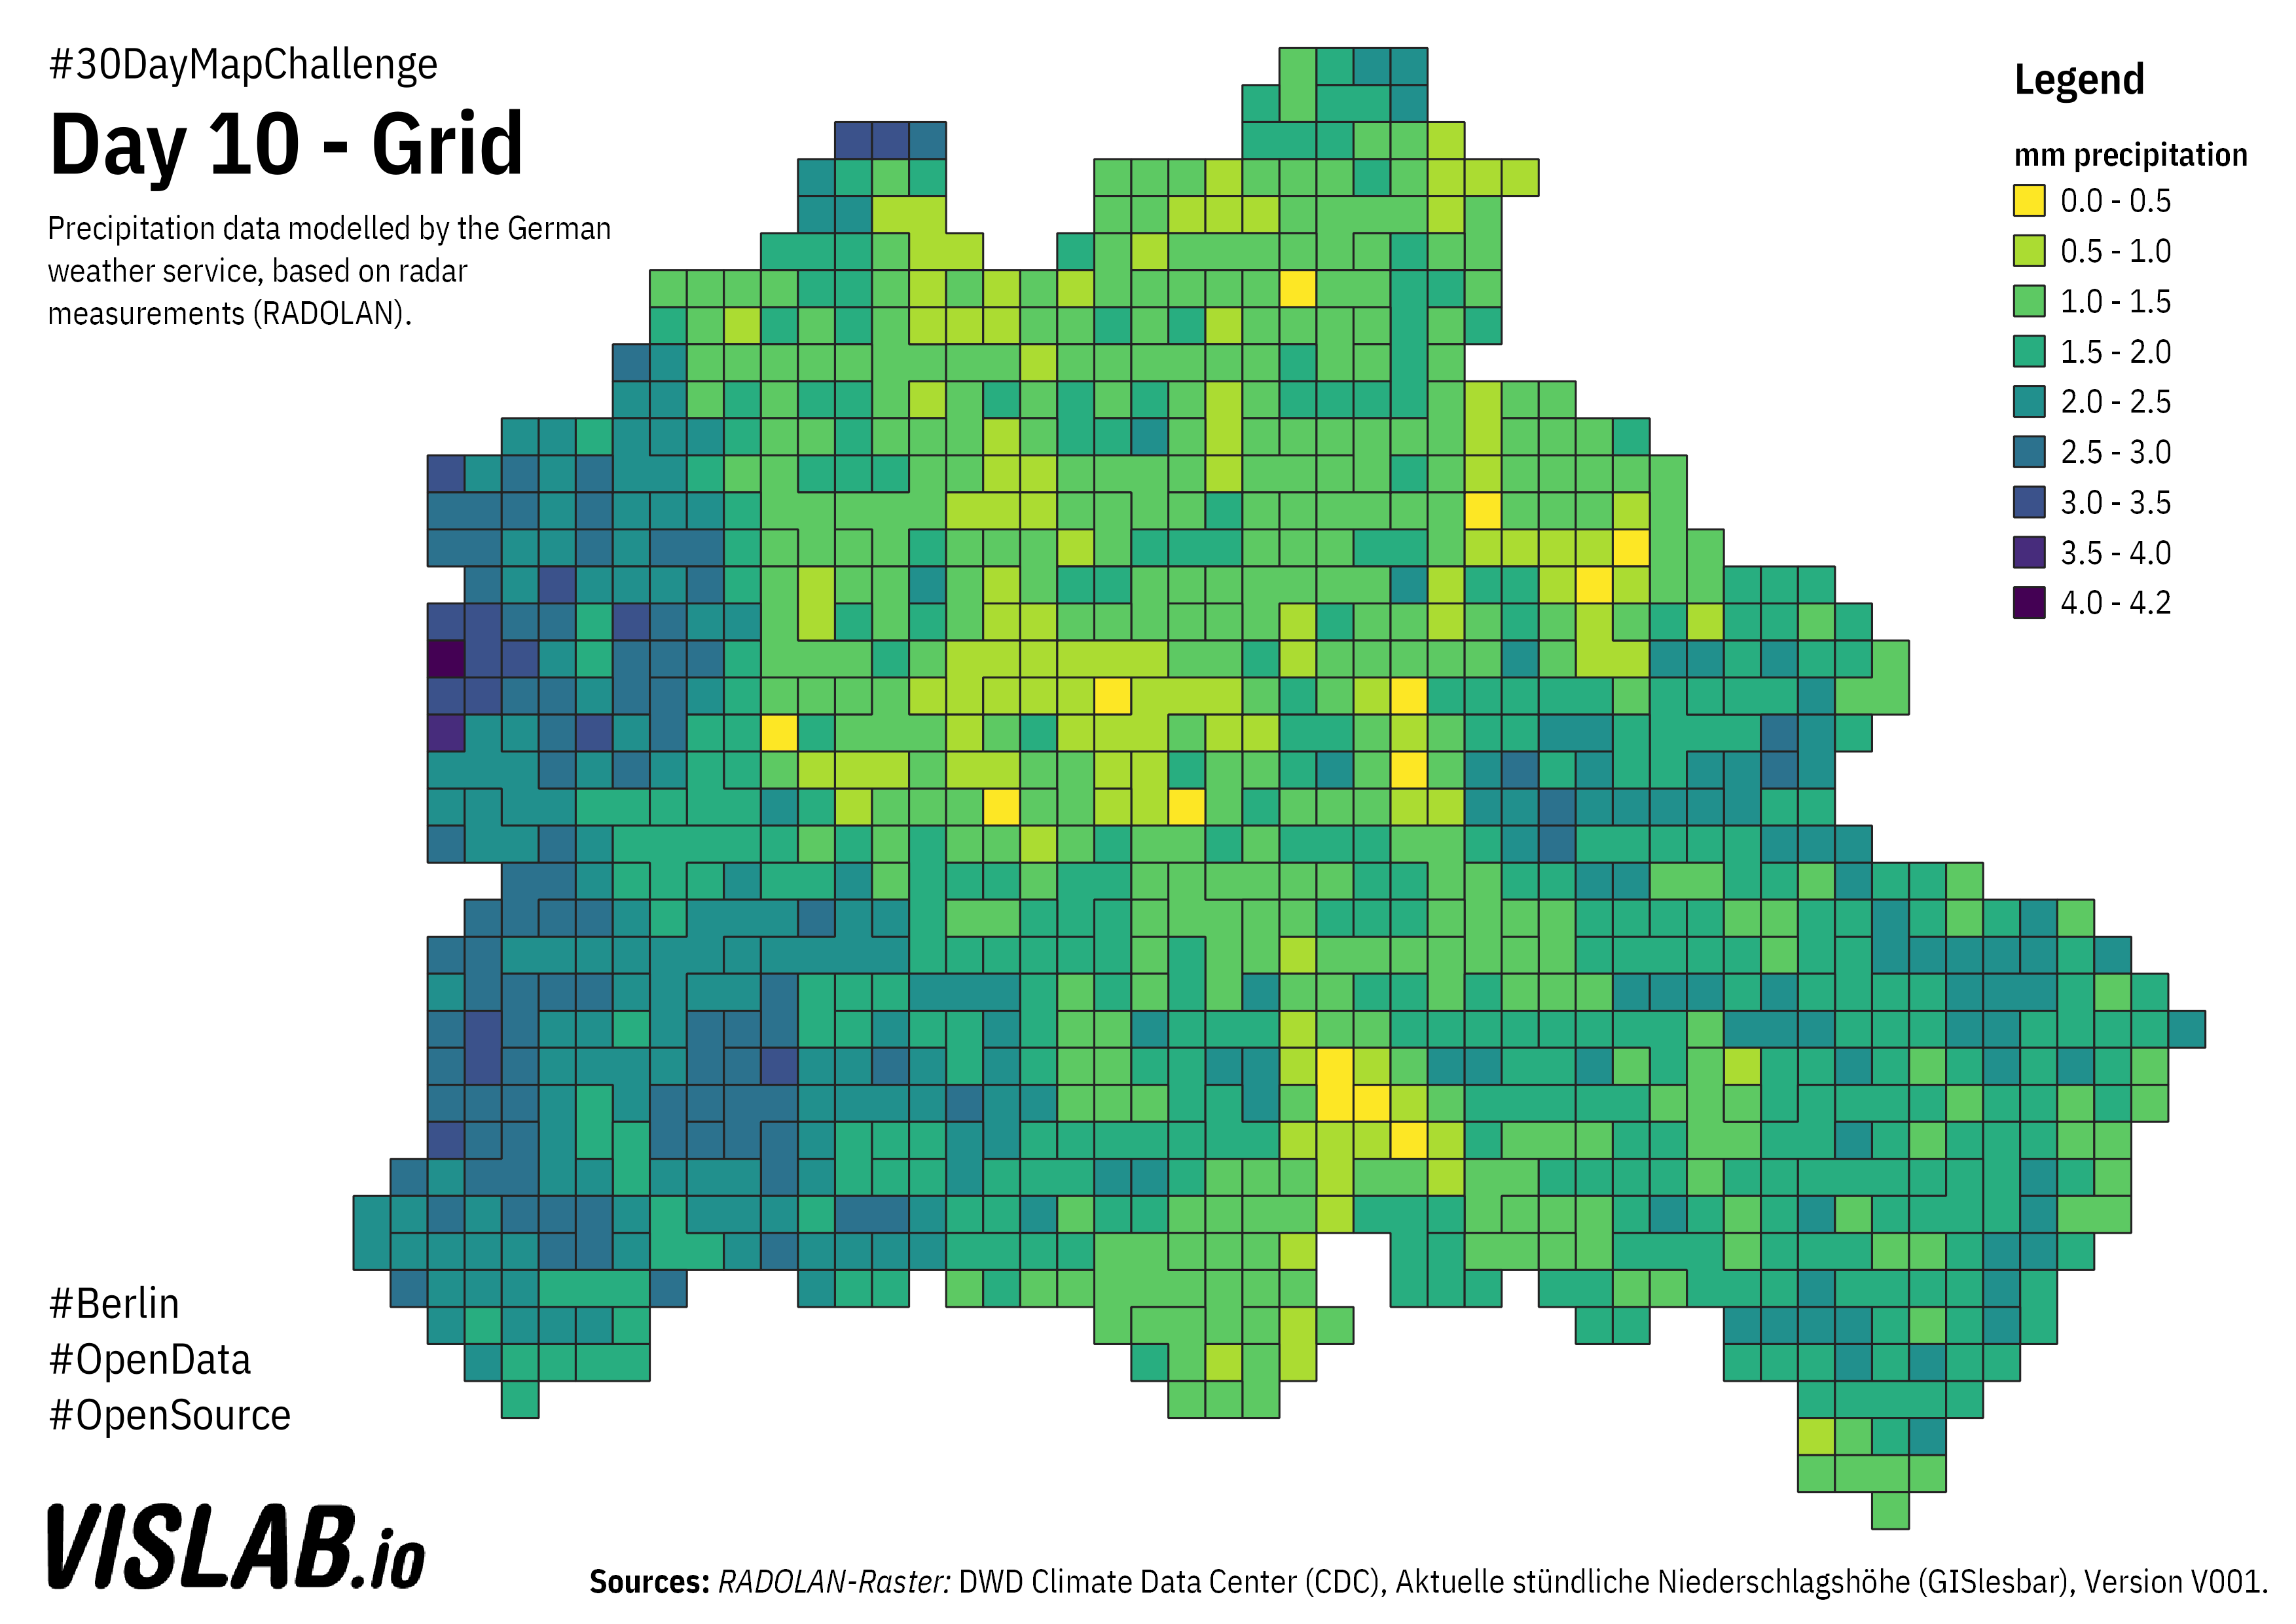 #30DayMapChallenge
Day 10 - Grid
Precipitation data modelled by the German
weather service, based on radar
measurements (RADOLAN).
Legend
mm precipitation
0.0 - 0.5
0.5 - 1.0
1.0 - 1.5
1.5 - 2.0
2.0 - 2.5
2.5 - 3.0
3.0 - 3.5
3.5 - 4.0
4.0 - 4.2
#Berlin
#OpenData
#OpenSource
VISLAB.io
Sources: RADOLAN-Raster: DWD Climate Data Center (CDC), Aktuelle stündliche Niederschlagshöhe (GISlesbar), Version V001.